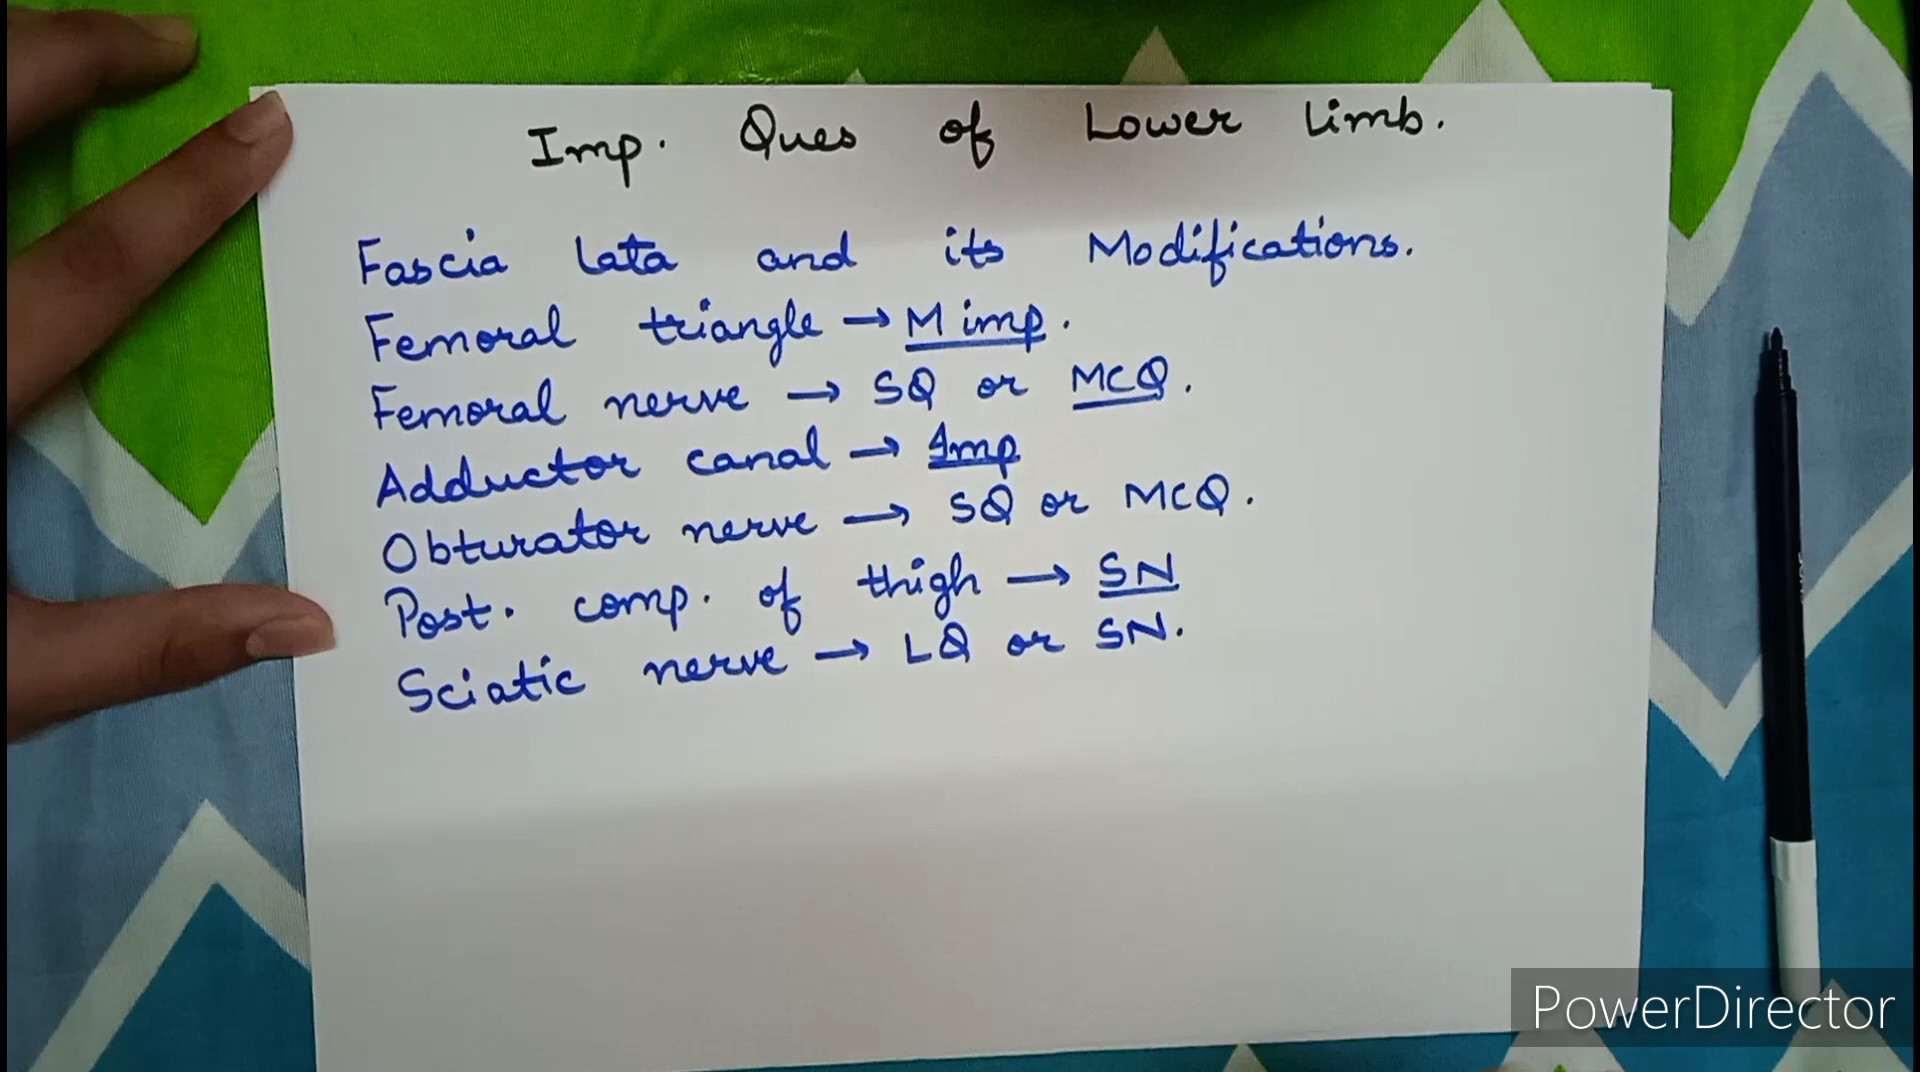 Imp. Ques of Lower limb.
Fascia lata and its Modifications.
Femoral triangle → M imp.
Femoral nerve → SQ or MCQ.
Adductor canal → Imp
Obturator nerve → SQ or MCQ.
Post. comp. of thigh → SN
Sciatic nerve → LQ or SN.
PowerDirector